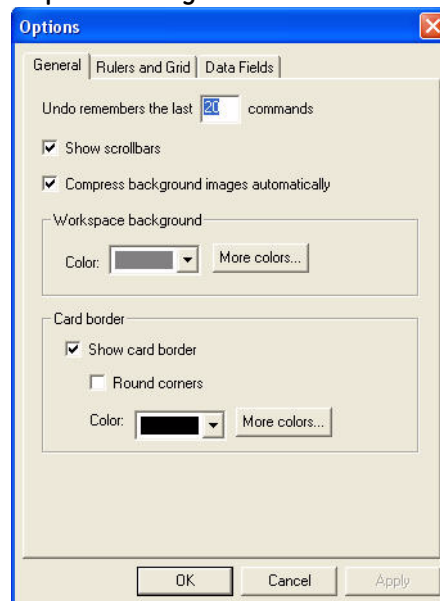 Options
General Rulers and Grid Data Fields
Undo remembers the last 20 commands
Show scrollbars
Compress background images automatically
Workspace background
Color: More colors...
Card border
Show card border
Round corners
Color: More colors...
OK Cancel Apply